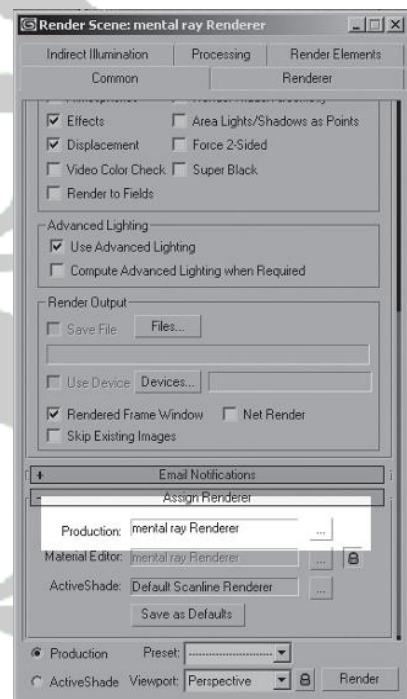 Render Scene: mental ray Renderer
Indirect Illumination Processing Render Elements
Common Renderer
Effects Area Lights/Shadows as Points
Displacement Force 2-Sided
Video Color Check Super Black
Render to Fields
Advanced Lighting
Use Advanced Lighting
Compute Advanced Lighting when Required
Render Output
Save File Files...
Use Device Devices...
Rendered Frame Window Net Render
Skip Existing Images
+ Email Notifications
- Assign Renderer
Production: mental ray Renderer ...
Material Editor: mental ray Renderer ...
ActiveShade: Default Scanline Renderer ...
Save as Defaults
Production Preset: -------------------------
ActiveShade Viewport: Perspective Render